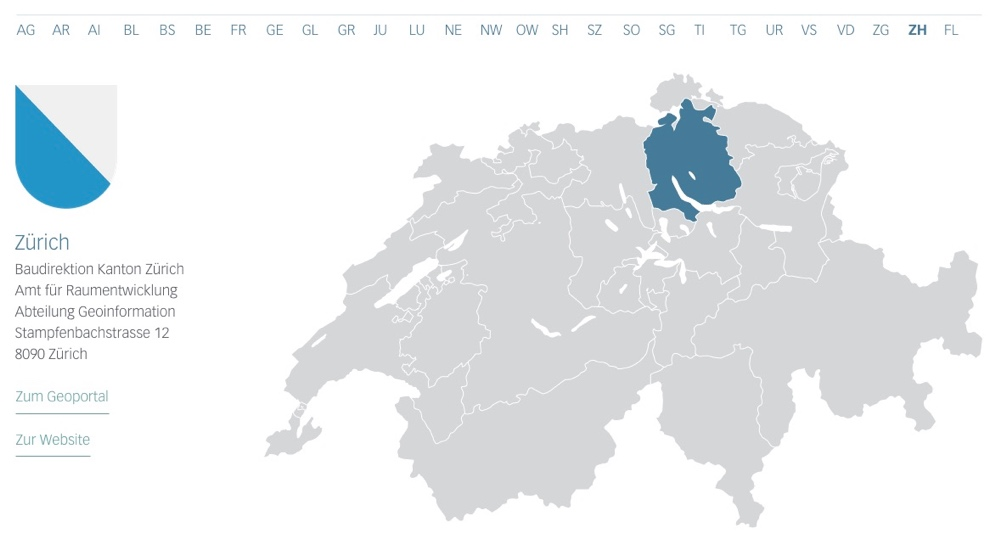 AG AR AI BL BS BE FR GE GL GR JU LU NE NW OW SH SZ SO SG TI TG UR VS VD ZG ZH FL
Zürich
Baudirektion Kanton Zürich
Amt für Raumentwicklung
Abteilung Geoinformation
Stampfenbachstrasse 12
8090 Zürich
Zum Geoportal
Zur Website